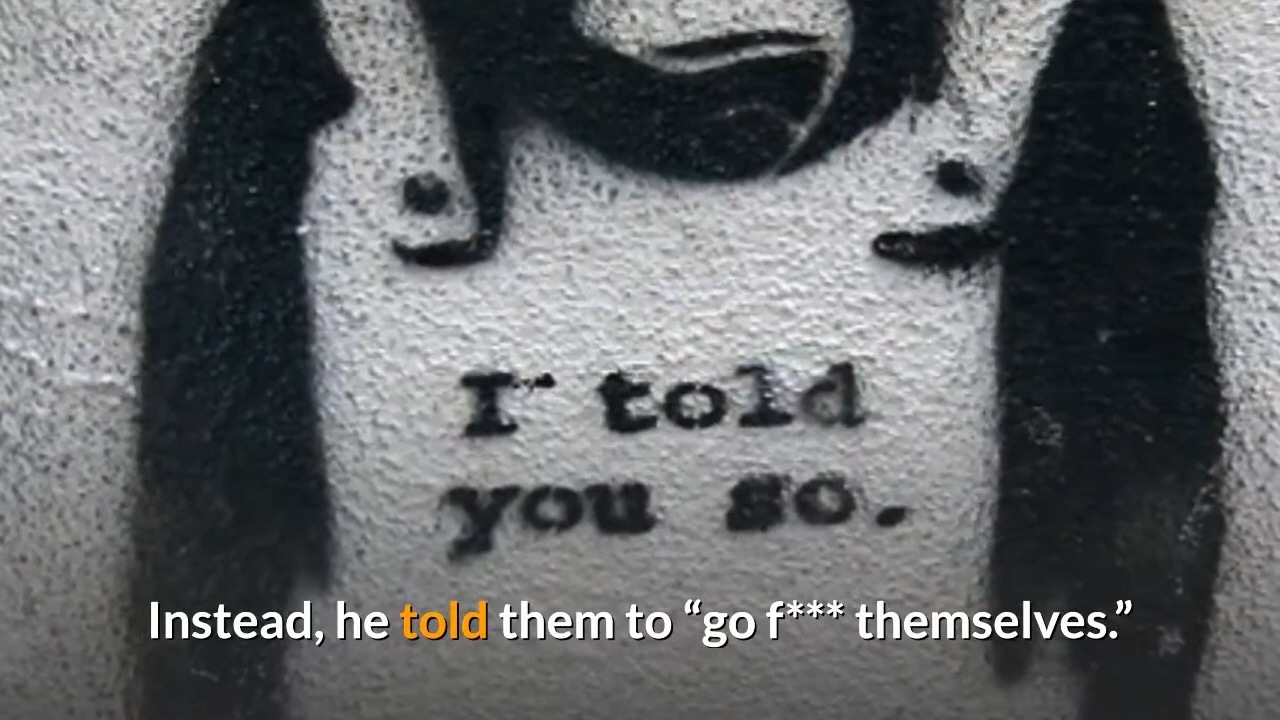 I told
you so.
Instead, he told them to “go f*** themselves.”